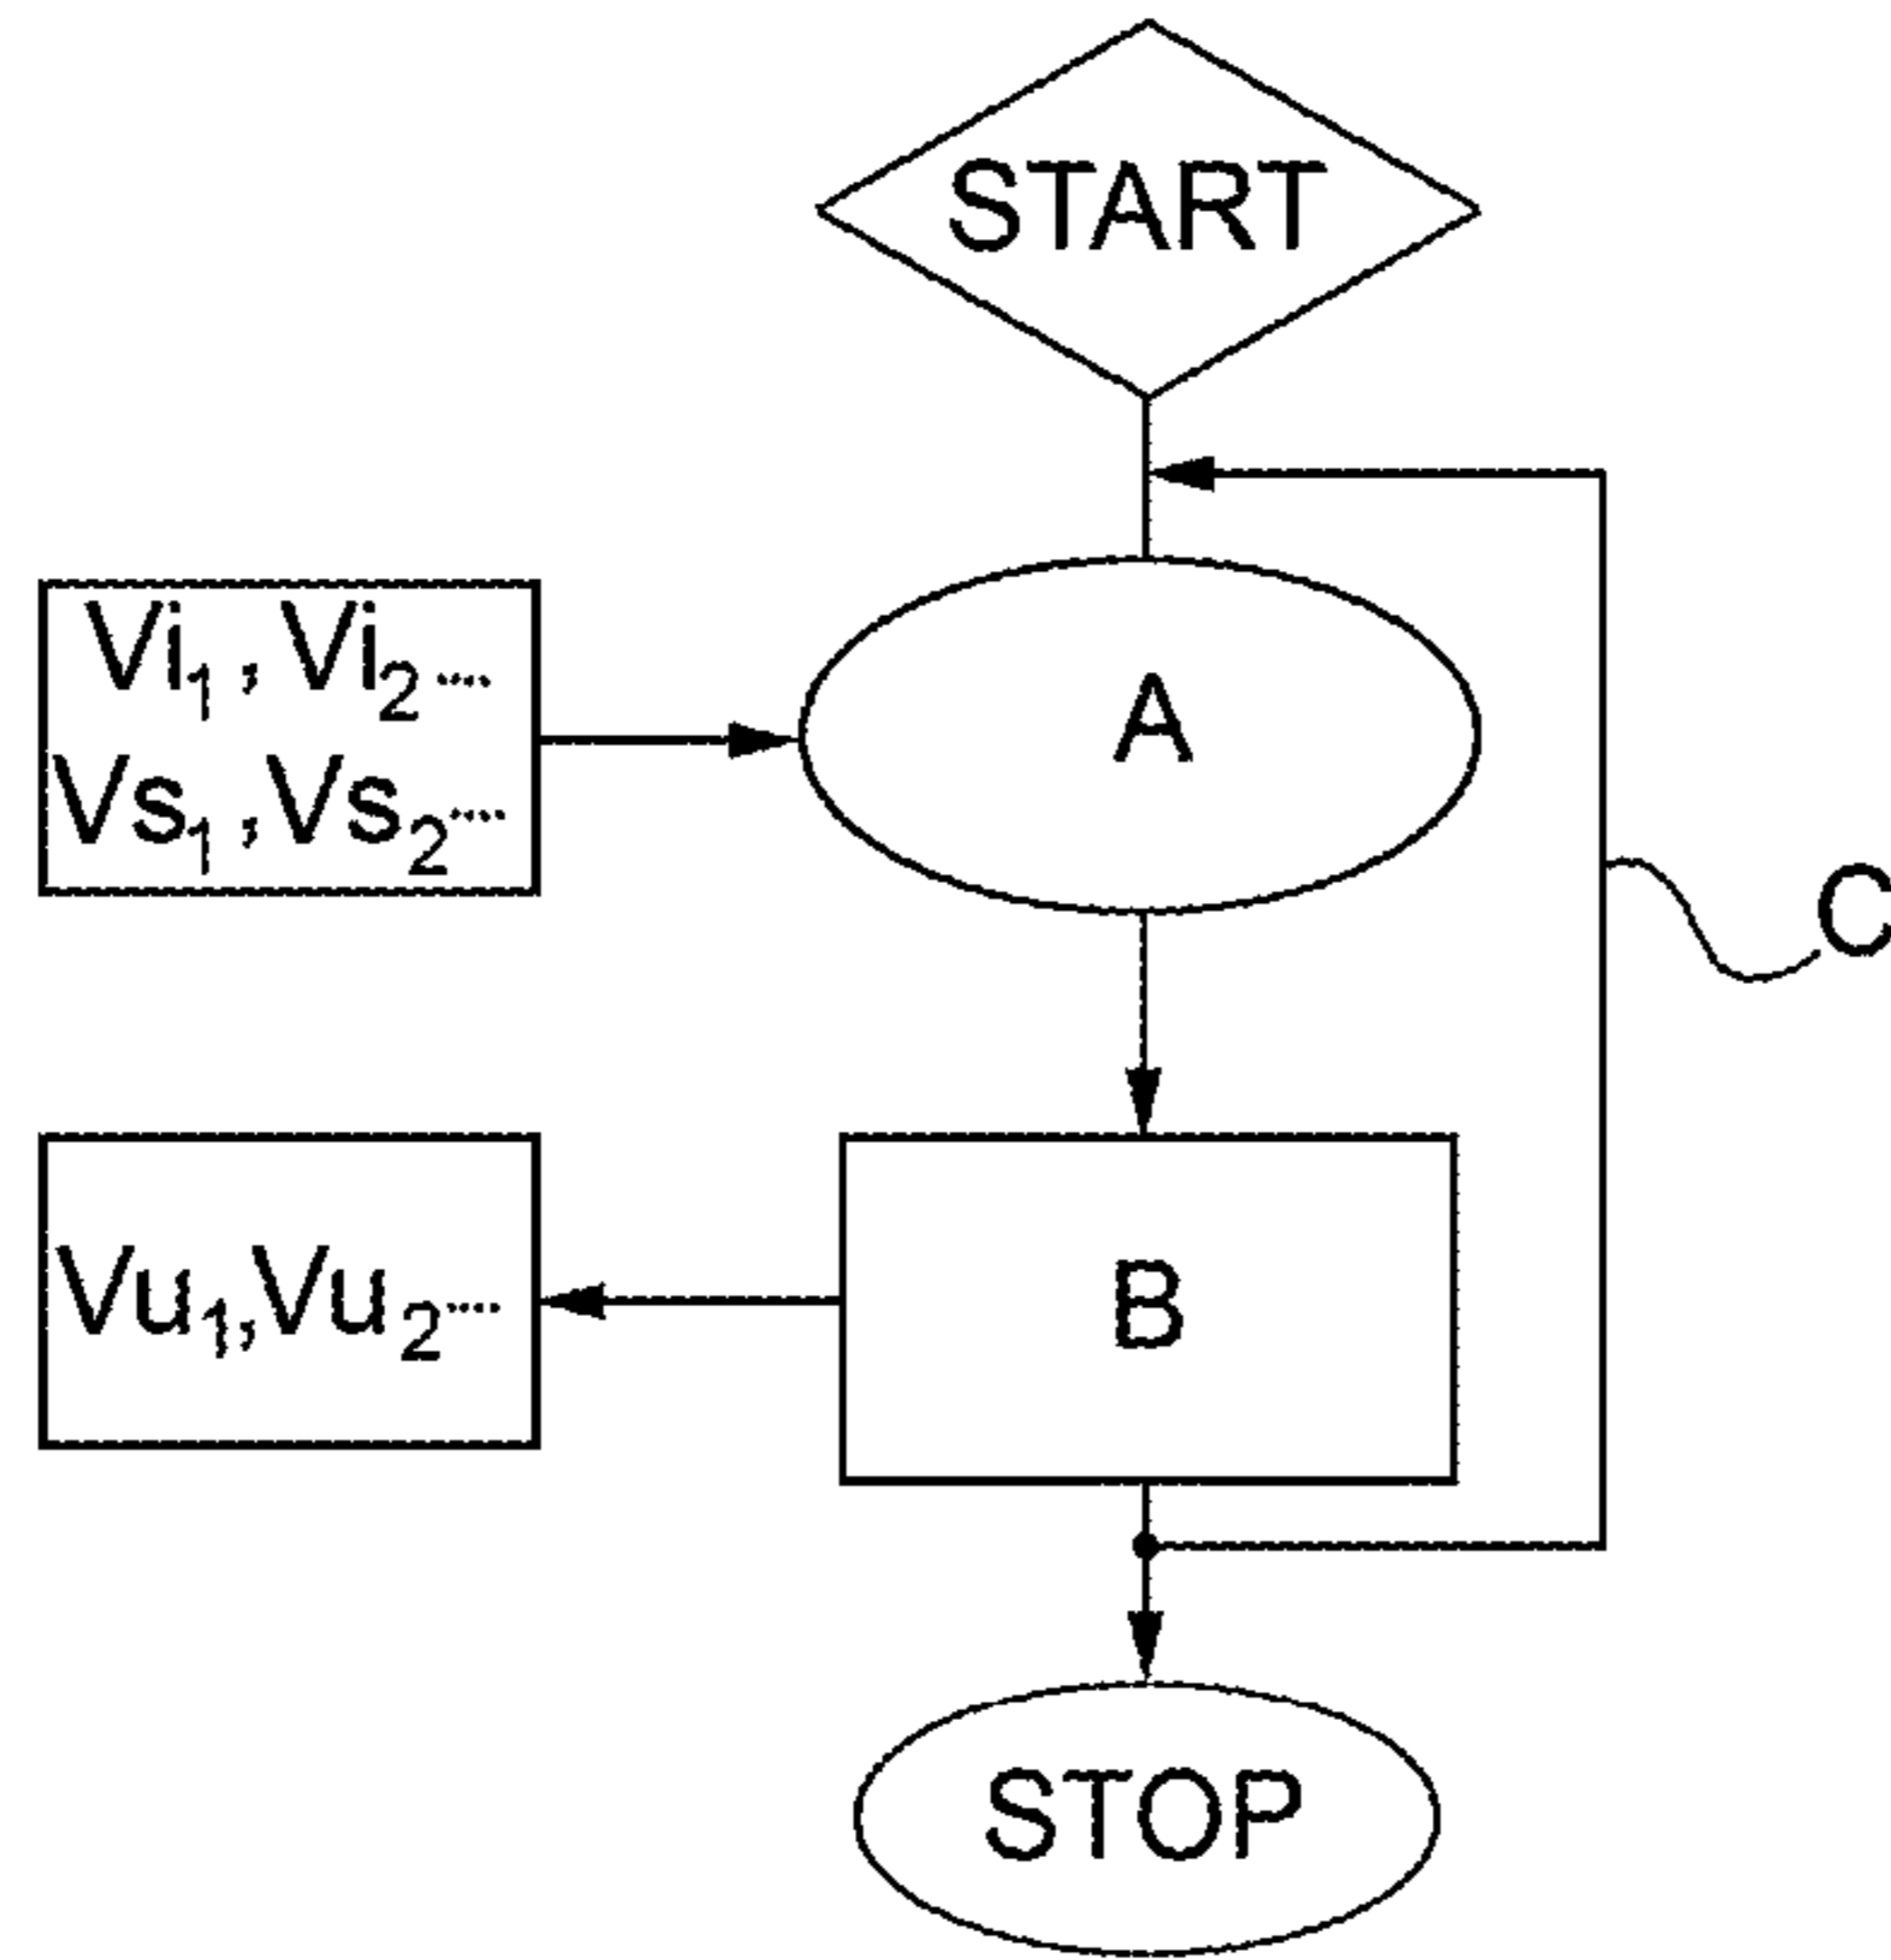 START
Vi₁, Vi₂....
Vs₁, Vs₂....
A
C
Vu₁, Vu₂....
B
STOP